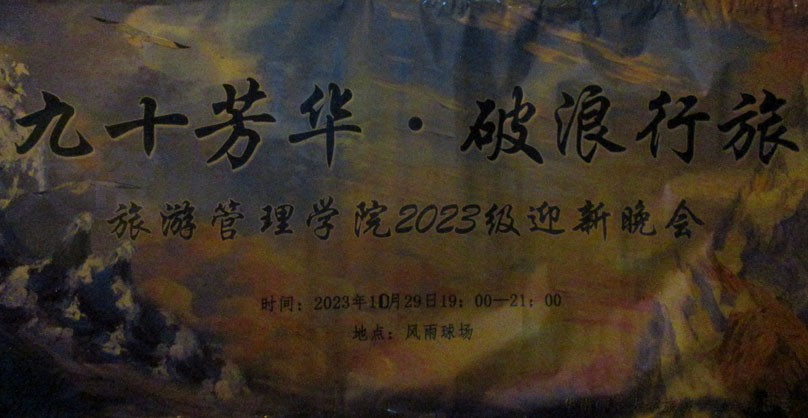 九十芳华·破浪行旅
旅游管理学院2023级迎新晚会
时间：2023年10月29日19：00—21：00
地点：风雨球场